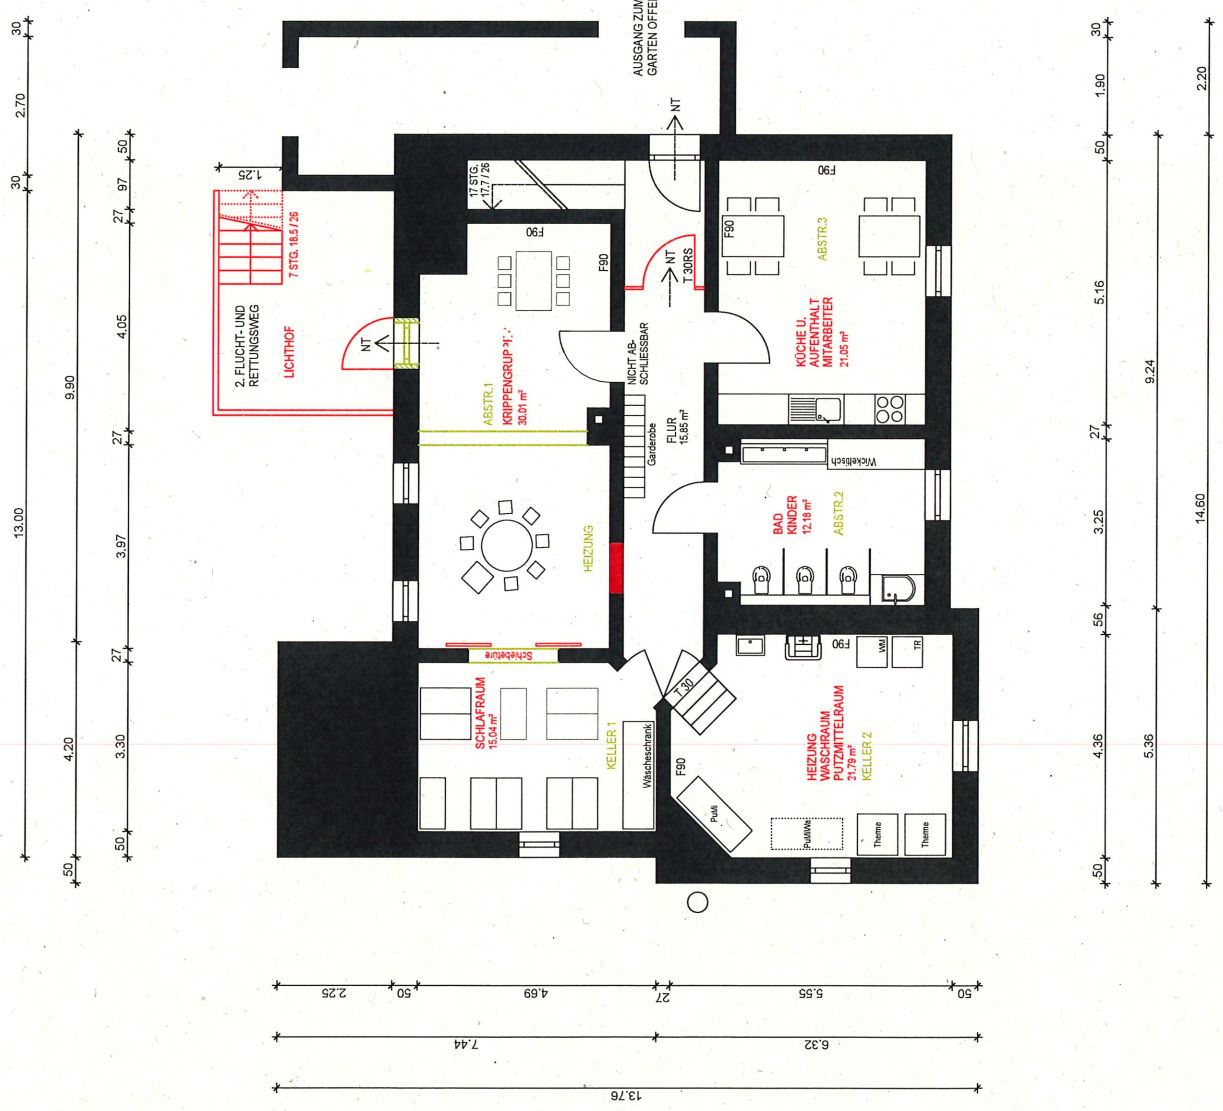 AUSGANG ZUM
GARTEN OFFEN
NT
17 STG.
17.7 / 26
1.25
7 STG. 18.5 / 26
2. FLUCHT- UND
RETTUNGSWEG
LICHTHOF
NT
F90
F90
ABSTR.1
KRIPPENGRUPPE
30.01 m²
T 30RS
NT
NICHT AB-
SCHLIESSBAR
Garderobe
FLUR
15,85 m²
F90
F90
ABSTR.3
KÜCHE U.
AUFENTHALT
MITARBEITER
21.05 m²
Wickeltisch
BAD
KINDER
12.18 m²
ABSTR.2
HEIZUNG
Schiebetüre
SCHLAFRAUM
15.04 m²
KELLER 1
Wäscheschrank
T 30
F90
F90
WM
TR
HEIZUNG
WASCHRAUM
PUTZMITTELRAUM
21,79 m²
KELLER 2
PuMi
PuMiWa
Therme
Therme
30
2.70
30
13.00
9.90
4.20
50
50
97
27
4.05
27
3.97
27
3.30
50
30
1.90
50
5.16
27
3.25
56
4.36
50
9.24
5.36
2.20
14.60
2.25
50
4.69
27
5.55
50
7.44
6.32
13.76